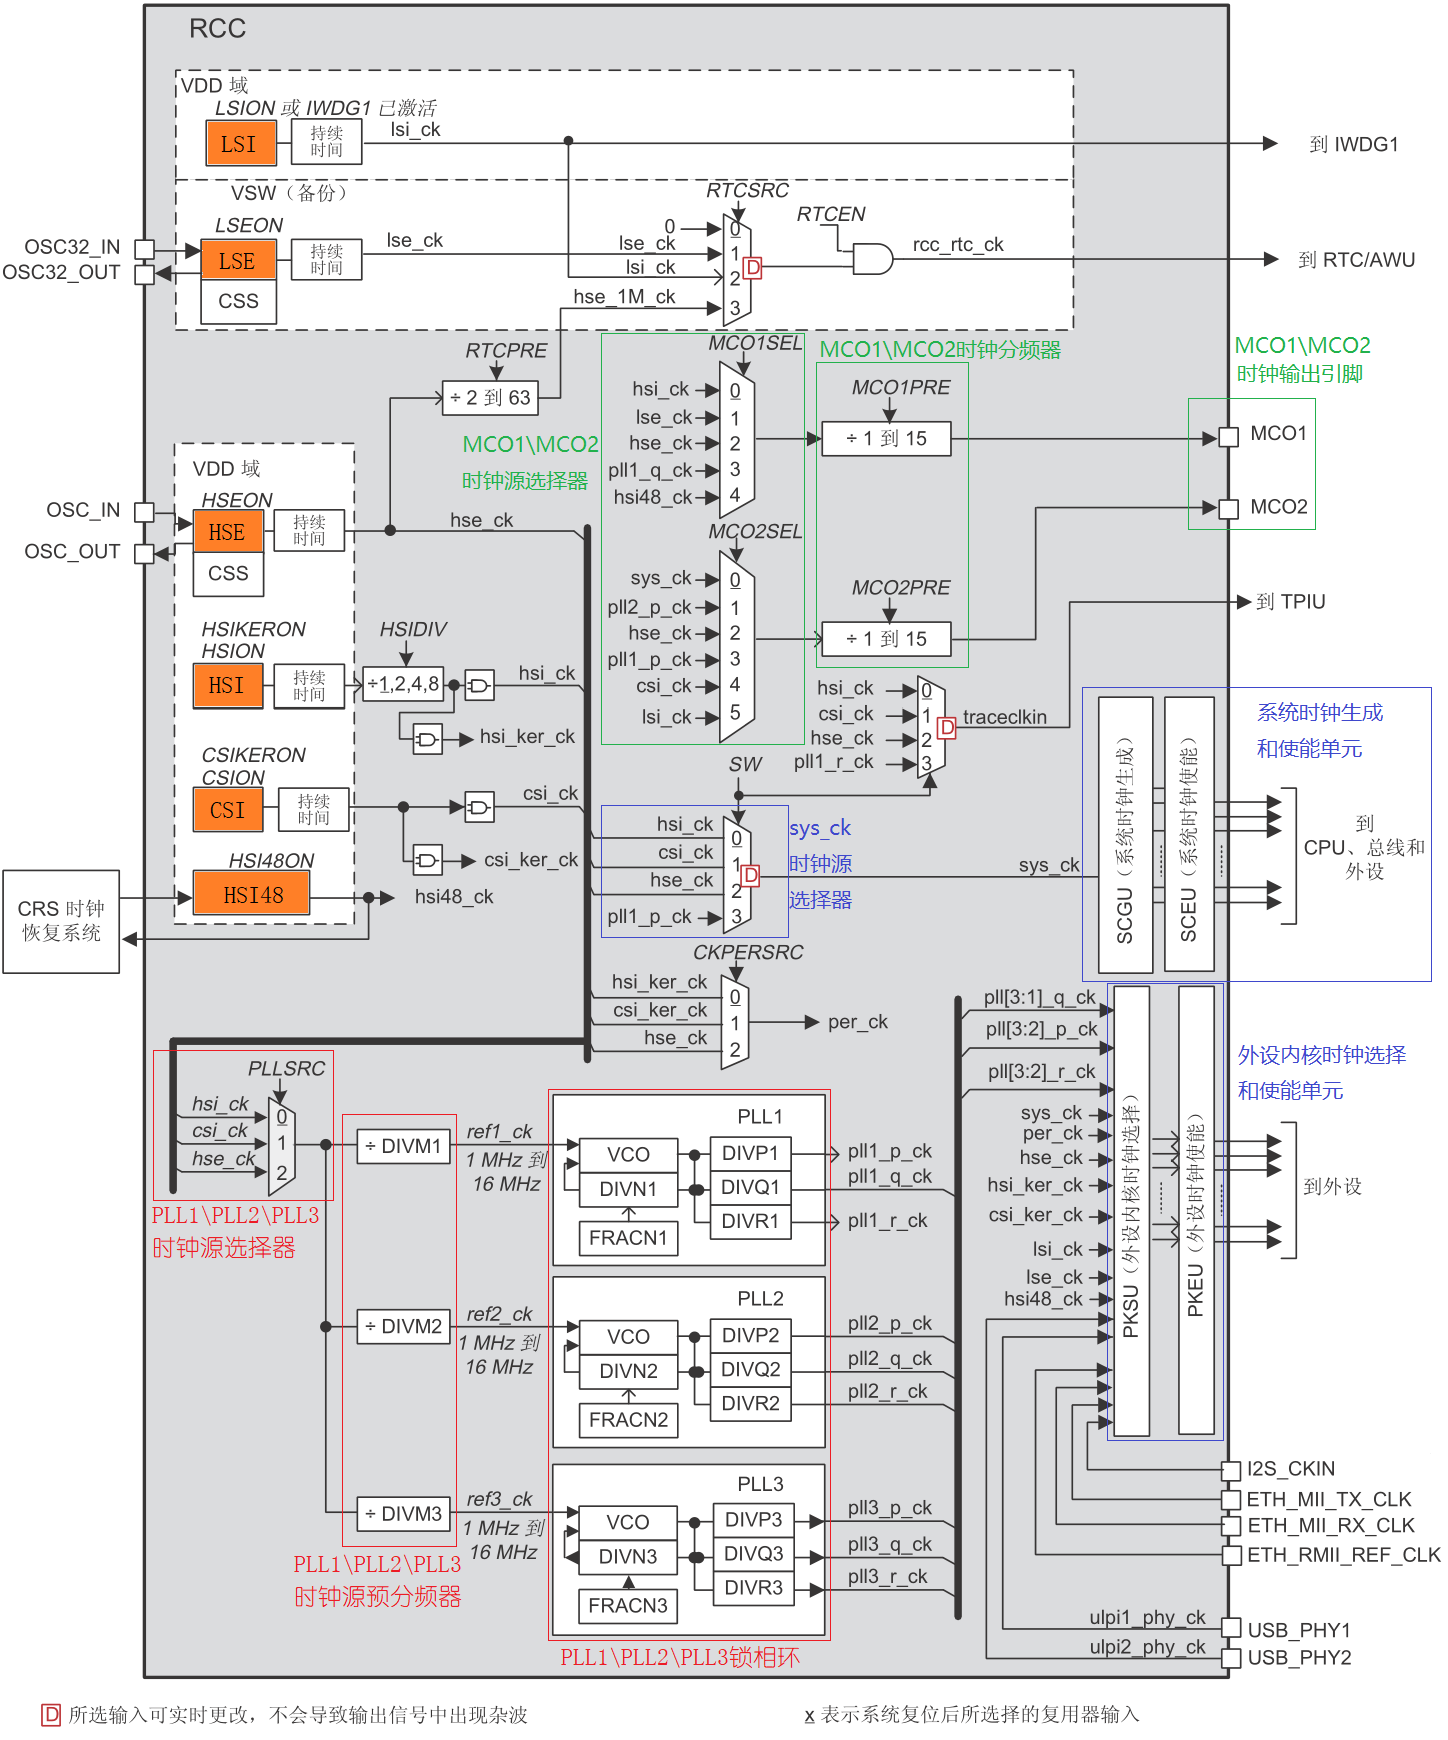 RCC
VDD 域
LSION 或 IWDG1 已激活
LSI
持续
时间
lsi_ck
到 IWDG1
VSW（备份）
LSEON
OSC32_IN
OSC32_OUT
LSE
CSS
持续
时间
lse_ck
RTCSRC
0
lse_ck
lsi_ck
hse_1M_ck
0
1
2
3
D
RTCEN
rcc_rtc_ck
到 RTC/AWU
RTCPRE
÷ 2 到 63
MCO1\MCO2
时钟源选择器
MCO1SEL
hsi_ck
lse_ck
hse_ck
pll1_q_ck
hsi48_ck
0
1
2
3
4
MCO1\MCO2时钟分频器
MCO1PRE
÷ 1 到 15
MCO1\MCO2
时钟输出引脚
MCO1
MCO2
VDD 域
HSEON
OSC_IN
OSC_OUT
HSE
CSS
持续
时间
hse_ck
MCO2SEL
sys_ck
pll2_p_ck
hse_ck
pll1_p_ck
csi_ck
lsi_ck
0
1
2
3
4
5
MCO2PRE
÷ 1 到 15
到 TPIU
HSIKERON
HSION
HSI
持续
时间
HSIDIV
÷1,2,4,8
hsi_ck
hsi_ker_ck
hsi_ck
csi_ck
hse_ck
pll1_r_ck
0
1
2
3
D
traceclkin
CSIKERON
CSION
CSI
持续
时间
csi_ck
csi_ker_ck
HSI48ON
HSI48
hsi48_ck
CRS 时钟
恢复系统
SW
hsi_ck
csi_ck
hse_ck
pll1_p_ck
0
1
2
3
D
sys_ck
时钟源
选择器
sys_ck
SCGU（系统时钟生成）
SCEU（系统时钟使能）
系统时钟生成
和使能单元
到
CPU、总线和
外设
CKPERSRC
hsi_ker_ck
csi_ker_ck
hse_ck
0
1
2
per_ck
PLLSRC
hsi_ck
csi_ck
hse_ck
0
1
2
PLL1\PLL2\PLL3
时钟源选择器
÷ DIVM1
ref1_ck
1 MHz 到
16 MHz
PLL1
VCO
DIVN1
FRACN1
DIVP1
DIVQ1
DIVR1
pll1_p_ck
pll1_q_ck
pll1_r_ck
÷ DIVM2
ref2_ck
1 MHz 到
16 MHz
PLL2
VCO
DIVN2
FRACN2
DIVP2
DIVQ2
DIVR2
pll2_p_ck
pll2_q_ck
pll2_r_ck
÷ DIVM3
ref3_ck
1 MHz 到
16 MHz
PLL3
VCO
DIVN3
FRACN3
DIVP3
DIVQ3
DIVR3
pll3_p_ck
pll3_q_ck
pll3_r_ck
PLL1\PLL2\PLL3
时钟源预分频器
PLL1\PLL2\PLL3锁相环
pll[3:1]_q_ck
pll[3:2]_p_ck
pll[3:2]_r_ck
sys_ck
per_ck
hse_ck
hsi_ker_ck
csi_ker_ck
lsi_ck
lse_ck
hsi48_ck
PKSU（外设内核时钟选择）
PKEU（外设时钟使能）
外设内核时钟选择
和使能单元
到外设
I2S_CKIN
ETH_MII_TX_CLK
ETH_MII_RX_CLK
ETH_RMII_REF_CLK
ulpi1_phy_ck
USB_PHY1
ulpi2_phy_ck
USB_PHY2
D 所选输入可实时更改，不会导致输出信号中出现杂波
x 表示系统复位后所选择的复用器输入